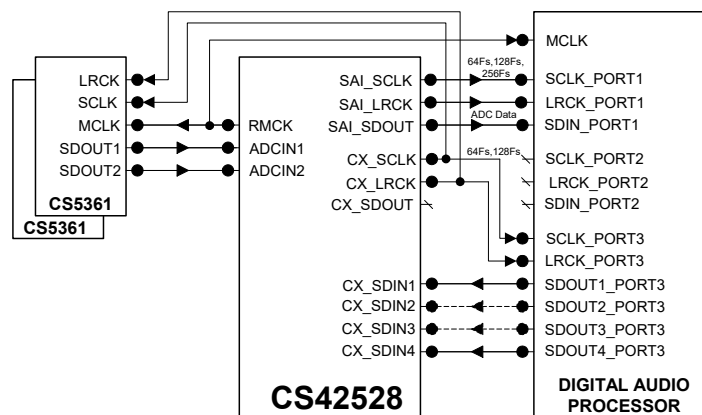 LRCK
SCLK
MCLK
SDOUT1
SDOUT2
CS5361
CS5361
RMCK
ADCIN1
ADCIN2
SAI_SCLK
SAI_LRCK
SAI_SDOUT
CX_SCLK
CX_LRCK
CX_SDOUT
CX_SDIN1
CX_SDIN2
CX_SDIN3
CX_SDIN4
CS42528
64Fs,128Fs,
256Fs
ADC Data
64Fs,128Fs
MCLK
SCLK_PORT1
LRCK_PORT1
SDIN_PORT1
SCLK_PORT2
LRCK_PORT2
SDIN_PORT2
SCLK_PORT3
LRCK_PORT3
SDOUT1_PORT3
SDOUT2_PORT3
SDOUT3_PORT3
SDOUT4_PORT3
DIGITAL AUDIO
PROCESSOR